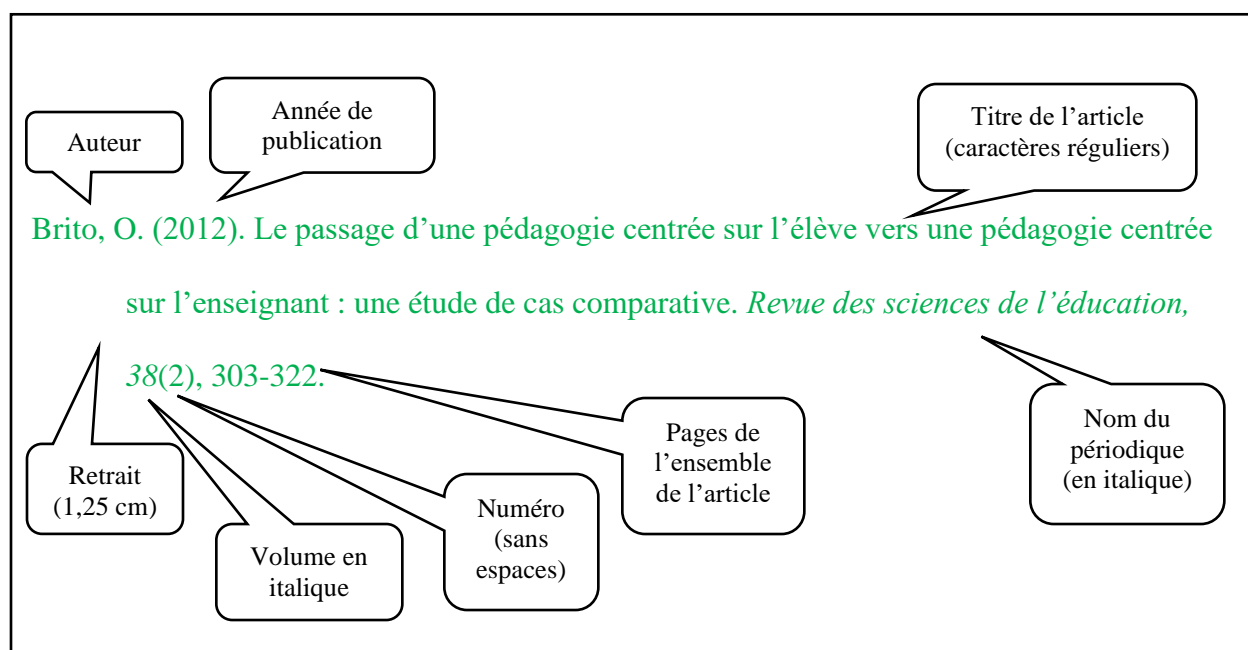 Auteur
Année de
publication
Titre de l’article
(caractères réguliers)
Brito, O. (2012). Le passage d’une pédagogie centrée sur l’élève vers une pédagogie centrée
sur l’enseignant : une étude de cas comparative. Revue des sciences de l’éducation,
38(2), 303-322.
Retrait
(1,25 cm)
Volume en
italique
Numéro
(sans
espaces)
Pages de
l’ensemble
de l’article
Nom du
périodique
(en italique)